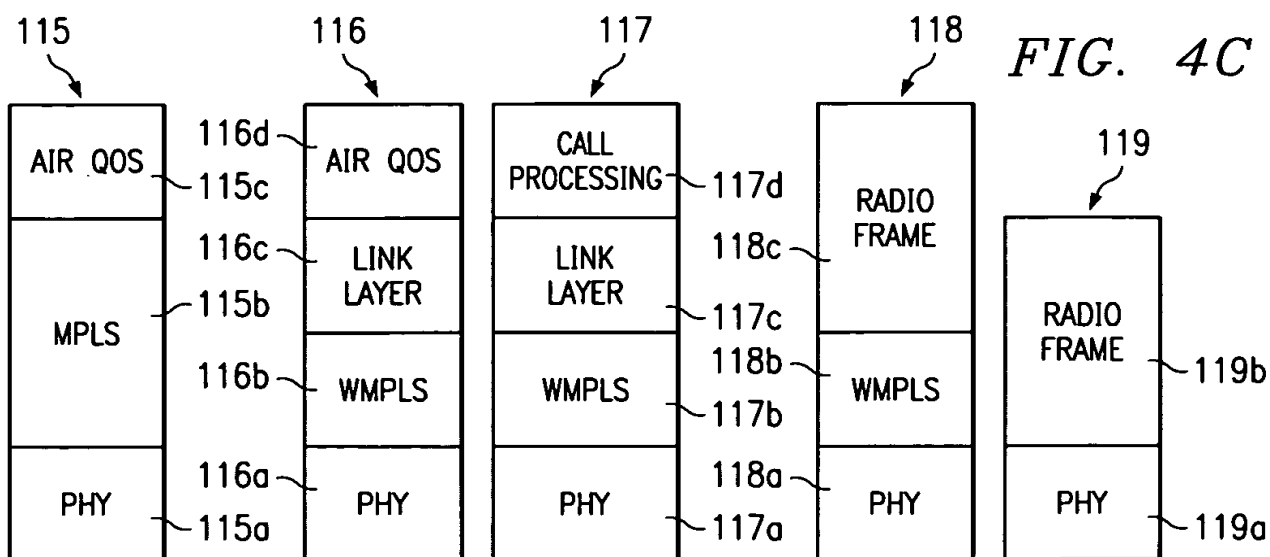 115
116
117
118
FIG. 4C
119
AIR QOS
115c
MPLS
115b
PHY
115a
116d
AIR QOS
116c
LINK
LAYER
116b
WMPLS
116a
PHY
CALL
PROCESSING
117d
LINK
LAYER
117c
WMPLS
117b
PHY
117a
RADIO
FRAME
118c
118b
WMPLS
118a
PHY
RADIO
FRAME
119b
PHY
119a